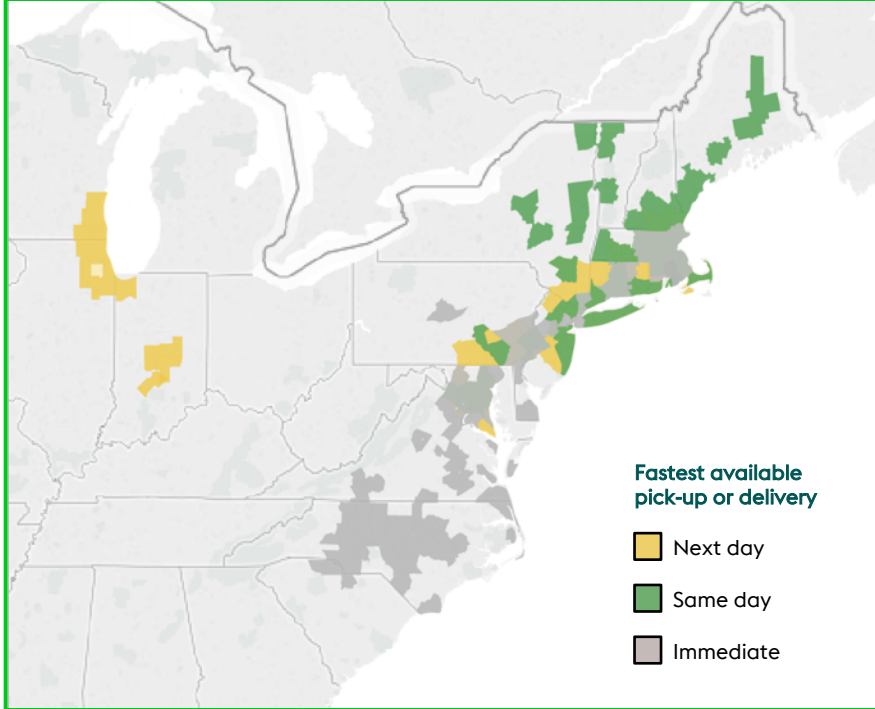 Fastest available
pick-up or delivery
Next day
Same day
Immediate